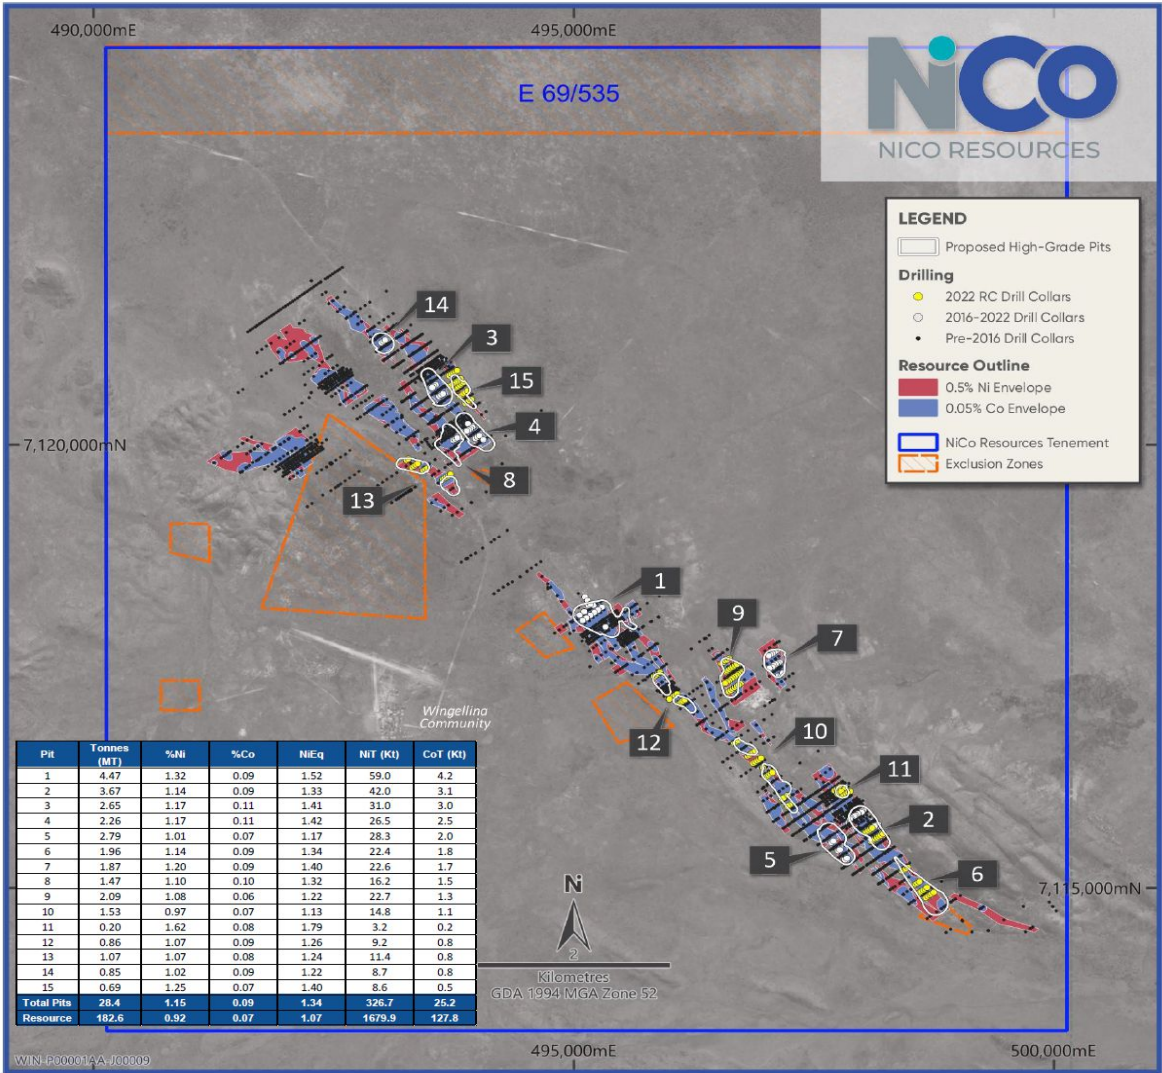 490,000mE
495,000mE
NiCO
NICO RESOURCES
E 69/535
LEGEND
Proposed High-Grade Pits
Drilling
2022 RC Drill Collars
2016-2022 Drill Collars
Pre-2016 Drill Collars
Resource Outline
0.5% Ni Envelope
0.05% Co Envelope
NiCo Resources Tenement
Exclusion Zones
14
3
15
7,120,000mN
4
8
13
1
9
7
Wingellina
Community
12
10
11
2
5
6
7,115,000mN
Pit Tonnes (MT) %Ni %Co NiEq NiT (Kt) CoT (Kt)
1 4.47 1.32 0.09 1.52 59.0 4.2
2 3.67 1.14 0.09 1.33 42.0 3.1
3 2.65 1.17 0.11 1.41 31.0 3.0
4 2.26 1.17 0.11 1.42 26.5 2.5
5 2.79 1.01 0.07 1.17 28.3 2.0
6 1.96 1.14 0.09 1.34 22.4 1.8
7 1.87 1.20 0.09 1.40 22.6 1.7
8 1.47 1.10 0.10 1.32 16.2 1.5
9 2.09 1.08 0.06 1.22 22.7 1.3
10 1.53 0.97 0.07 1.13 14.8 1.1
11 0.20 1.62 0.08 1.79 3.2 0.2
12 0.86 1.07 0.09 1.26 9.2 0.8
13 1.07 1.07 0.08 1.24 11.4 0.8
14 0.85 1.02 0.09 1.22 8.7 0.8
15 0.69 1.25 0.07 1.40 8.6 0.5
Total Pits 28.4 1.15 0.09 1.34 326.7 25.2
Resource 182.6 0.92 0.07 1.07 1679.9 127.8
Ni
2
Kilometres
GDA 1994 MGA Zone 52
WIN-P00001AA-J00009
495,000mE
500,000mE